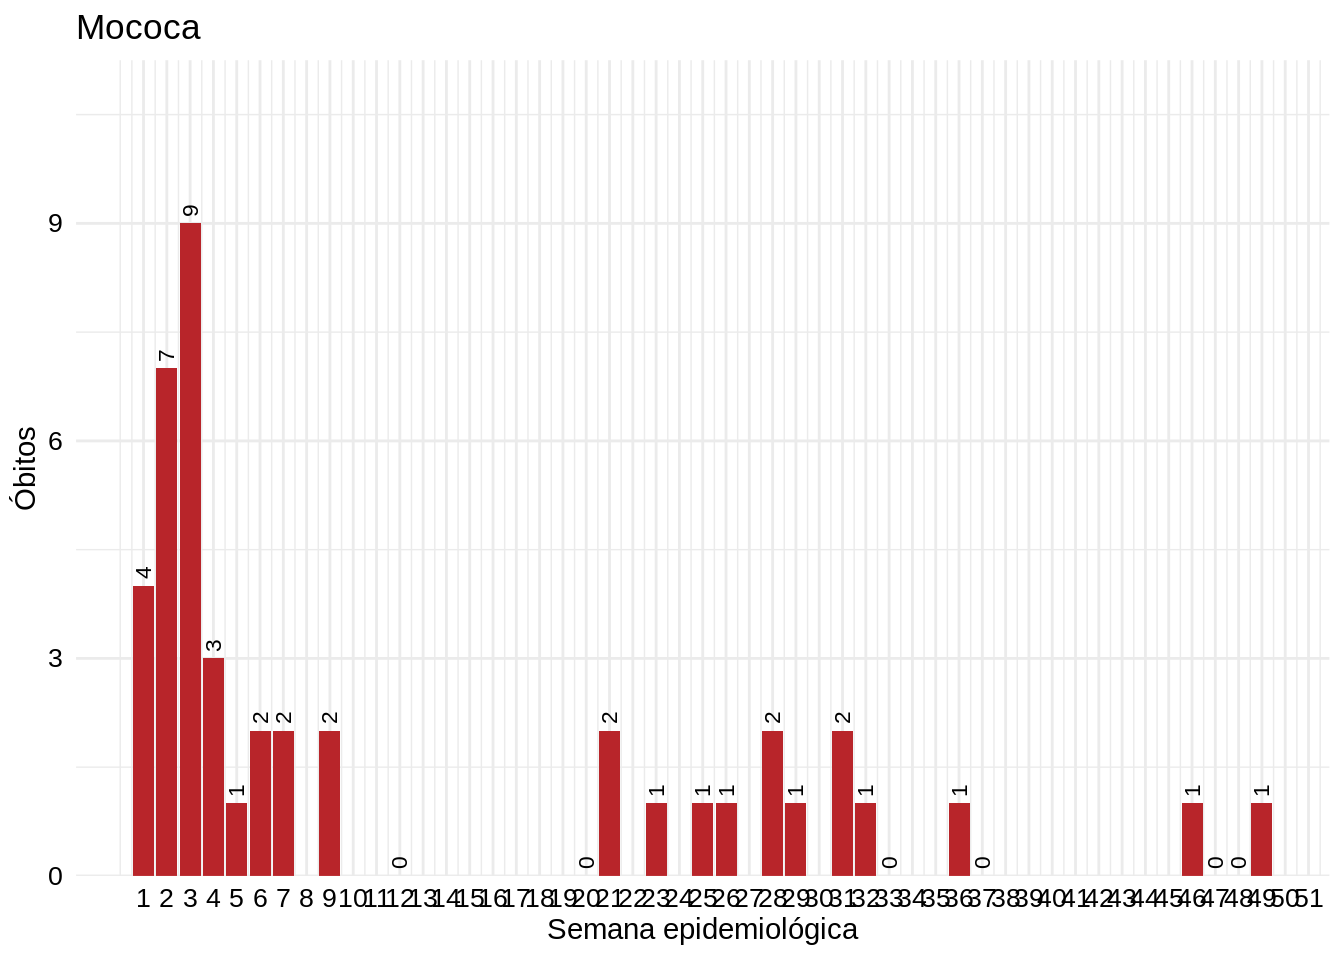 Mococa
Óbitos
9
6
3
0
4 7 9 3 1 2 2 2 0 0 2 1 1 1 2 1 2 1 0 1 0 1 0 0 1
1 2 3 4 5 6 7 8 9 10 11 12 13 14 15 16 17 18 19 20 21 22 23 24 25 26 27 28 29 30 31 32 33 34 35 36 37 38 39 40 41 42 43 44 45 46 47 48 49 50 51
Semana epidemiológica